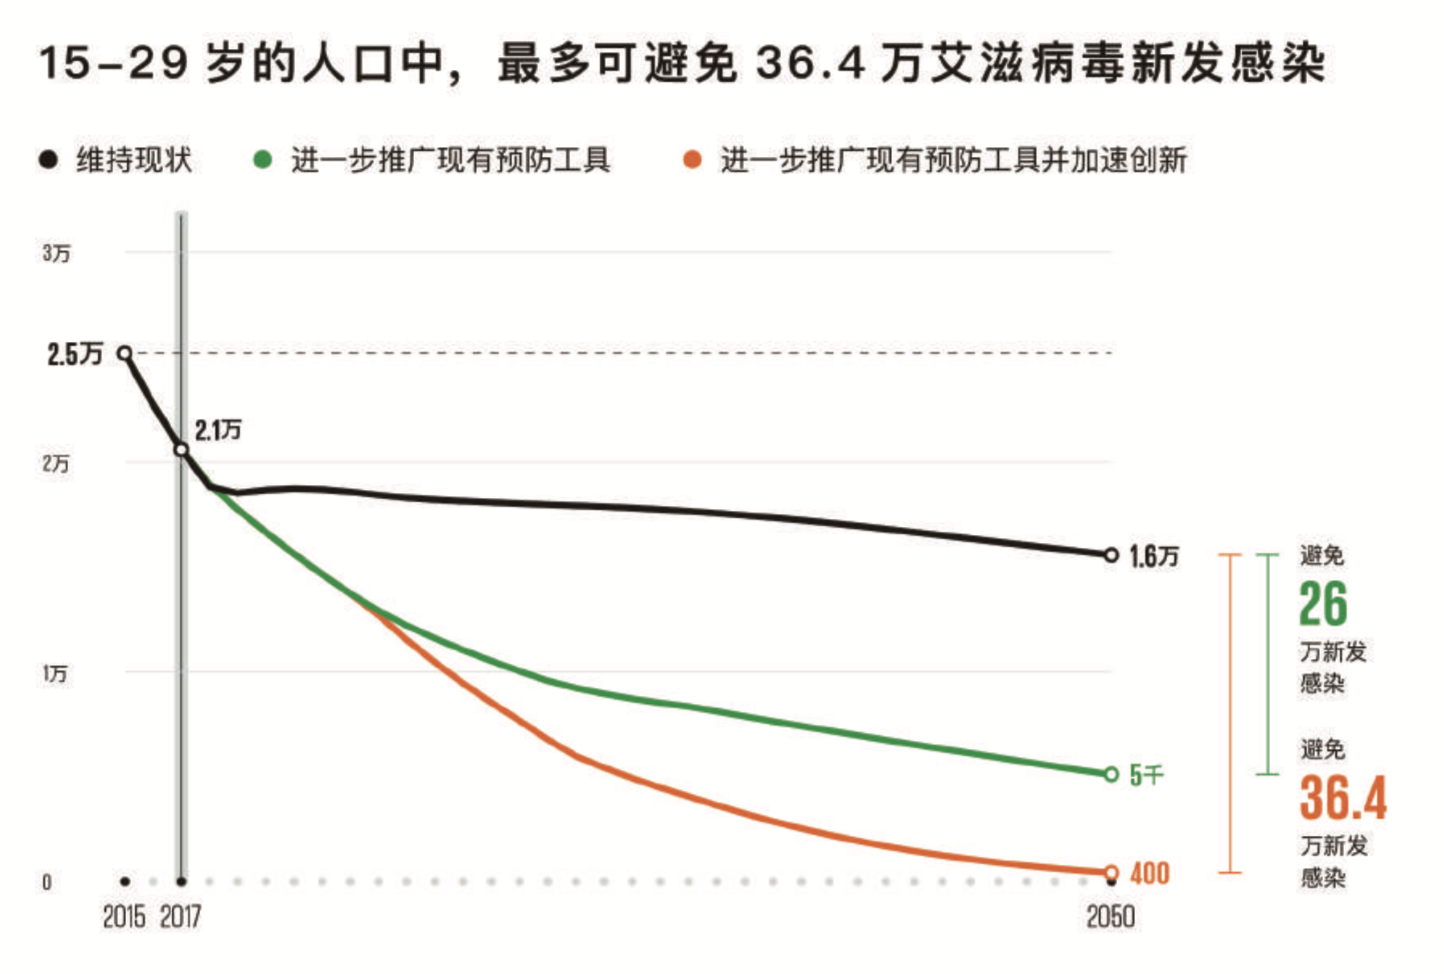 15–29 岁的人口中，最多可避免 36.4 万艾滋病毒新发感染
维持现状
进一步推广现有预防工具
进一步推广现有预防工具并加速创新
3万
2.5万
2.1万
2万
1.6万
避免
26
万新发
感染
1万
5千
避免
36.4
万新发
感染
400
0
2015
2017
2050